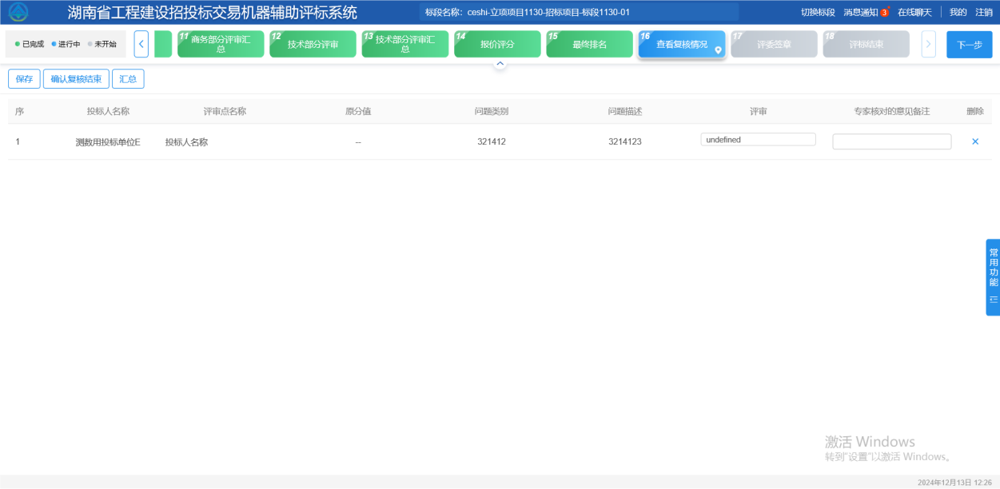 湖南省工程建设招投标交易机器辅助评标系统
标段名称：ceshi-立项项目1130-招标项目-标段1130-01
切换标段 消息通知 3 在线聊天 我的 注销
已完成 进行中 未开始
11 商务部分评审汇总
12 技术部分评审
13 技术部分评审汇总
14 报价评分
15 最终排名
16 查看复核情况
17 评委签章
18 评标结束
下一步
保存 确认复核结束 汇总
序 投标人名称 评审点名称 原分值 问题类别 问题描述 评审 专家核对的意见备注 删除
1 测数用投标单位E 投标人名称 -- 321412 3214123 undefined
常用功能
激活 Windows
转到"设置"以激活 Windows。
2024年12月13日 12:26